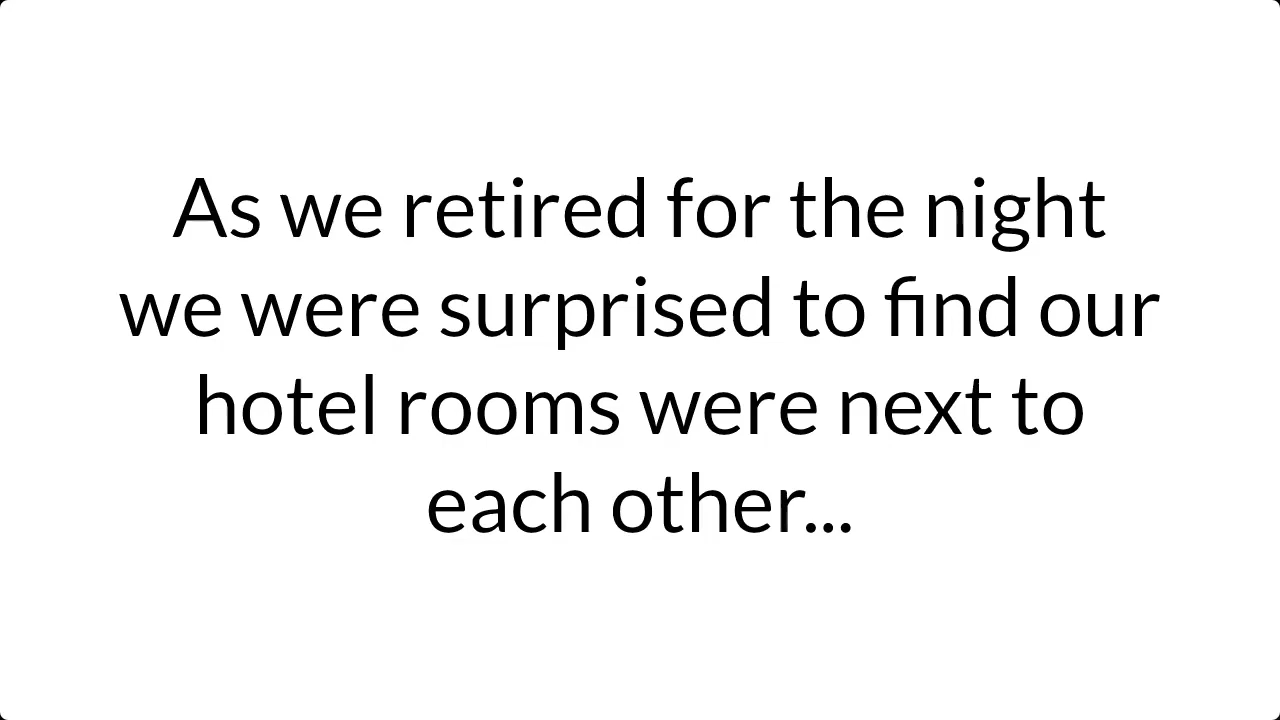 As we retired for the night
we were surprised to find our
hotel rooms were next to
each other...